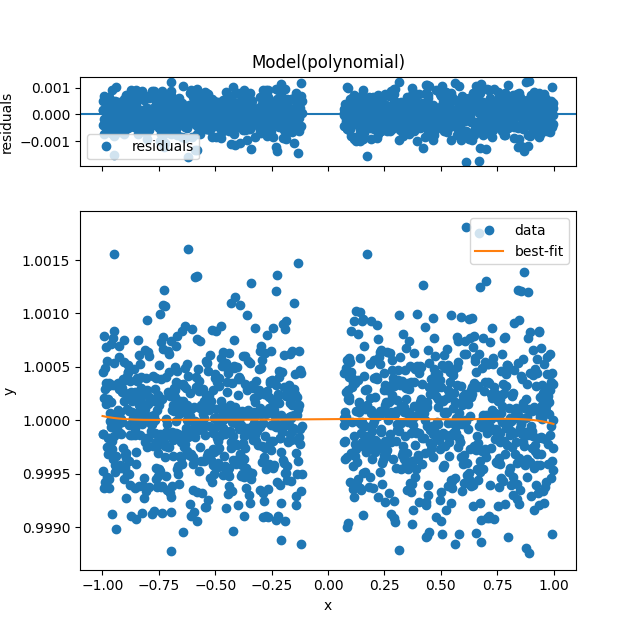 Model(polynomial)
0.001
0.000
−0.001
residuals
residuals
data
best-fit
1.0015
1.0010
1.0005
1.0000
0.9995
0.9990
y
−1.00 −0.75 −0.50 −0.25 0.00 0.25 0.50 0.75 1.00
x